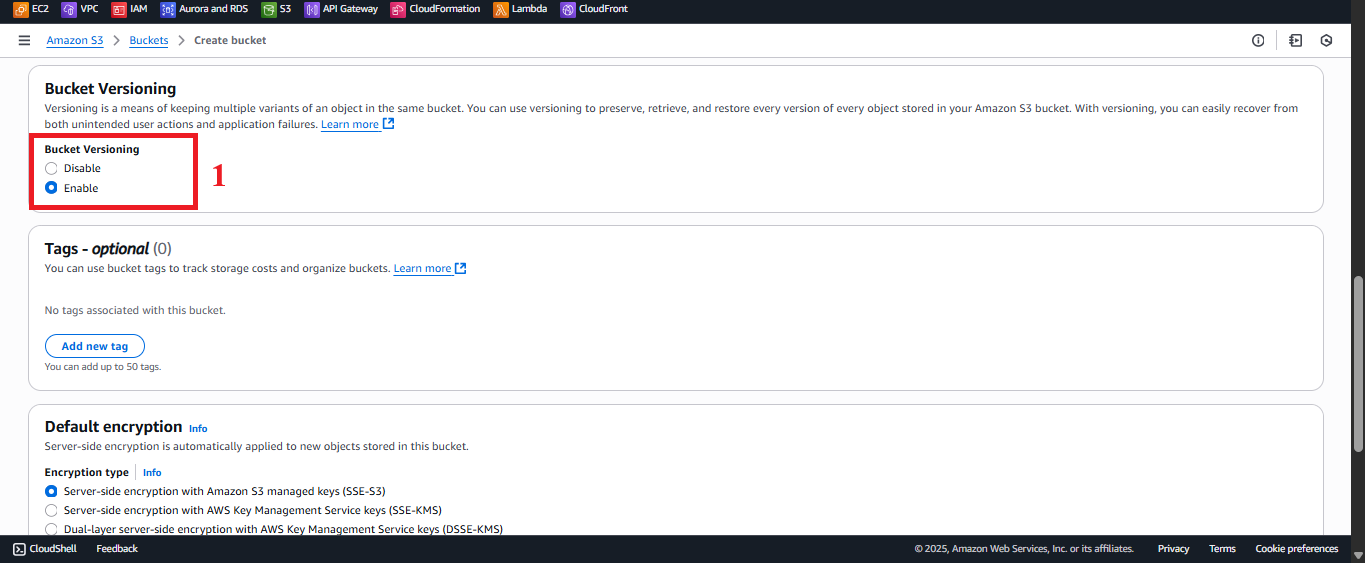 EC2 VPC IAM Aurora and RDS S3 API Gateway CloudFormation Lambda CloudFront
Amazon S3 > Buckets > Create bucket
Bucket Versioning
Versioning is a means of keeping multiple variants of an object in the same bucket. You can use versioning to preserve, retrieve, and restore every version of every object stored in your Amazon S3 bucket. With versioning, you can easily recover from
both unintended user actions and application failures. Learn more
Bucket Versioning
Disable
1
Enable
Tags - optional (0)
You can use bucket tags to track storage costs and organize buckets. Learn more
No tags associated with this bucket.
Add new tag
You can add up to 50 tags.
Default encryption Info
Server-side encryption is automatically applied to new objects stored in this bucket.
Encryption type Info
Server-side encryption with Amazon S3 managed keys (SSE-S3)
Server-side encryption with AWS Key Management Service keys (SSE-KMS)
Dual-layer server-side encryption with AWS Key Management Service keys (DSSE-KMS)
CloudShell Feedback © 2025, Amazon Web Services, Inc. or its affiliates. Privacy Terms Cookie preferences